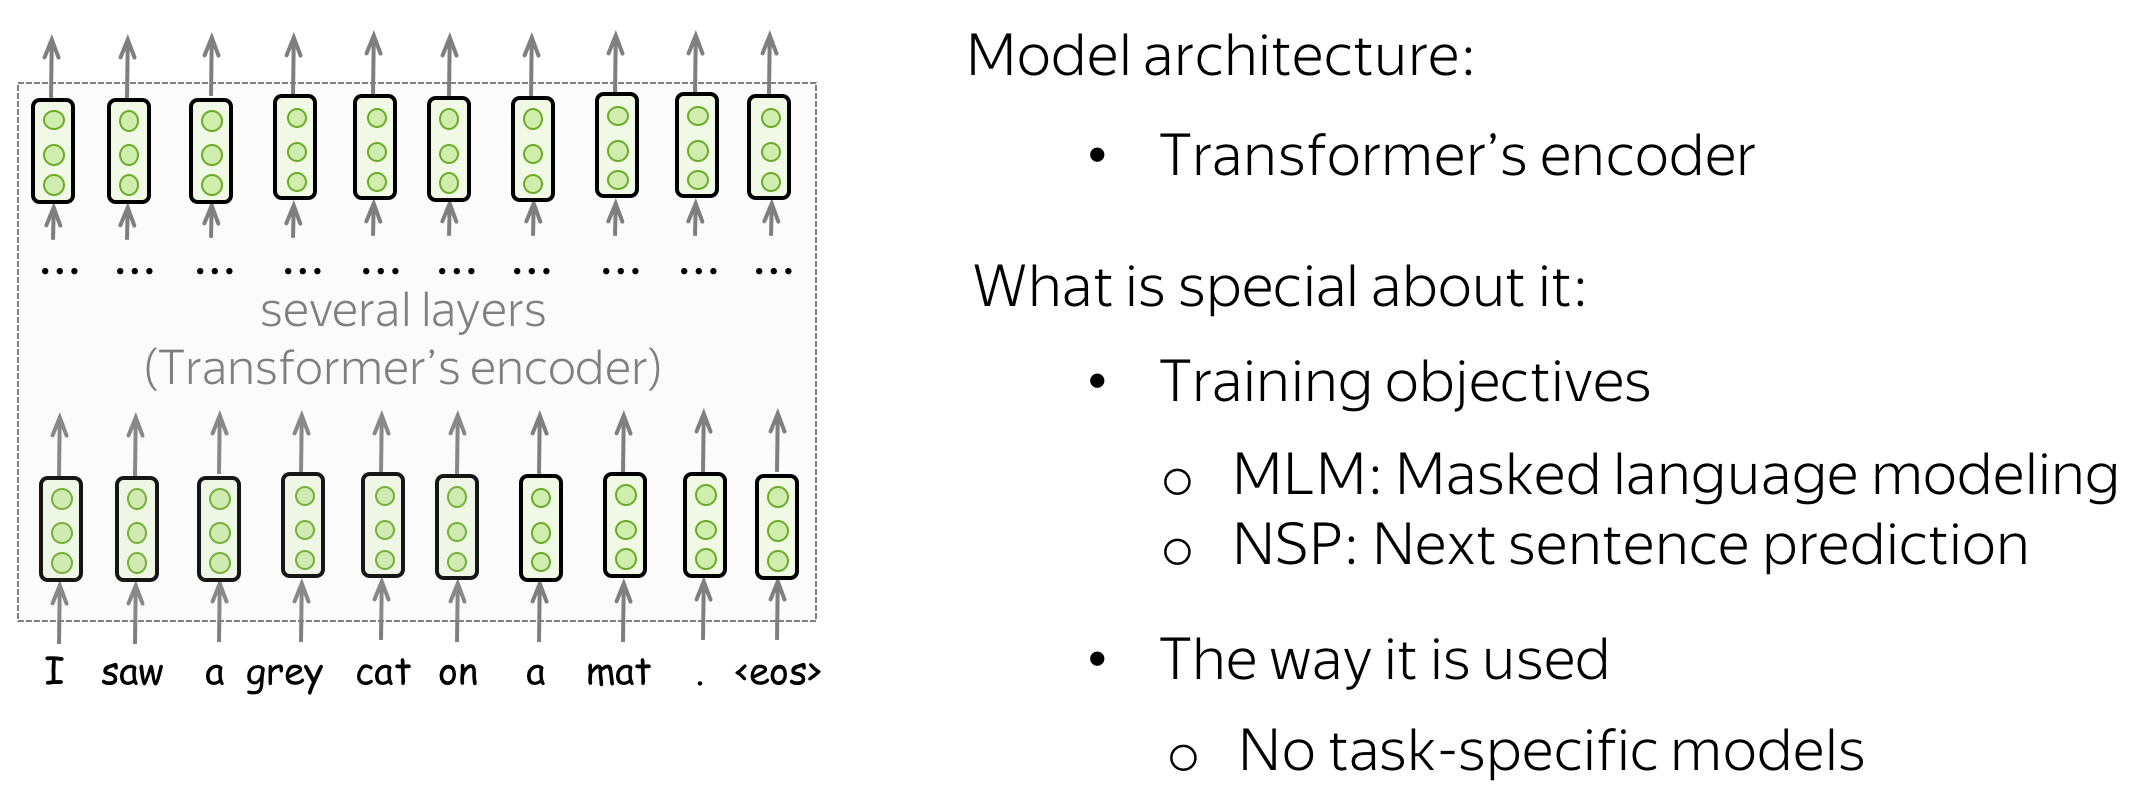 ... ... ... ... ... ... ... ... ... ...
several layers
(Transformer’s encoder)
I saw a grey cat on a mat . <eos>
Model architecture:
• Transformer’s encoder
What is special about it:
• Training objectives
o MLM: Masked language modeling
o NSP: Next sentence prediction
• The way it is used
o No task-specific models